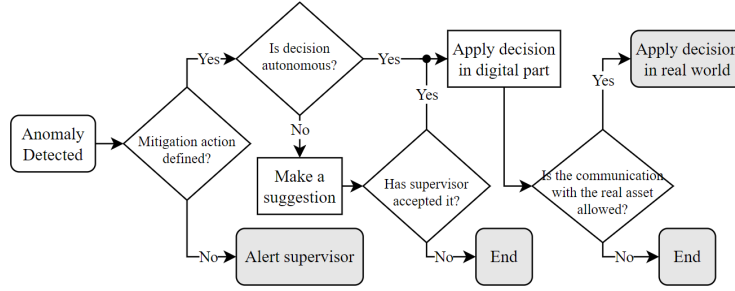 Anomaly
Detected
Mitigation action
defined?
Yes
No
Alert supervisor
Is decision
autonomous?
Yes
No
Make a
suggestion
Has supervisor
accepted it?
Yes
No
End
Apply decision
in digital part
Is the communication
with the real asset
allowed?
Yes
No
End
Apply decision
in real world